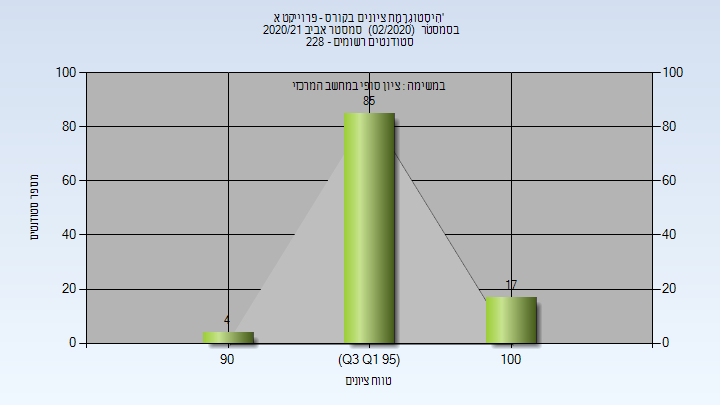 היסטוגרמת ציונים בקורס - פרוייקט א'
בסמסטר (02/2020) סמסטר אביב 2020/21
סטודנטים רשומים - 228
במשימה : ציון סופי במחשב המרכזי
100
80
60
40
20
0
100
80
60
40
20
0
מספר סטודנטים
4
85
17
90
(Q3 Q1 95)
100
טווח ציונים